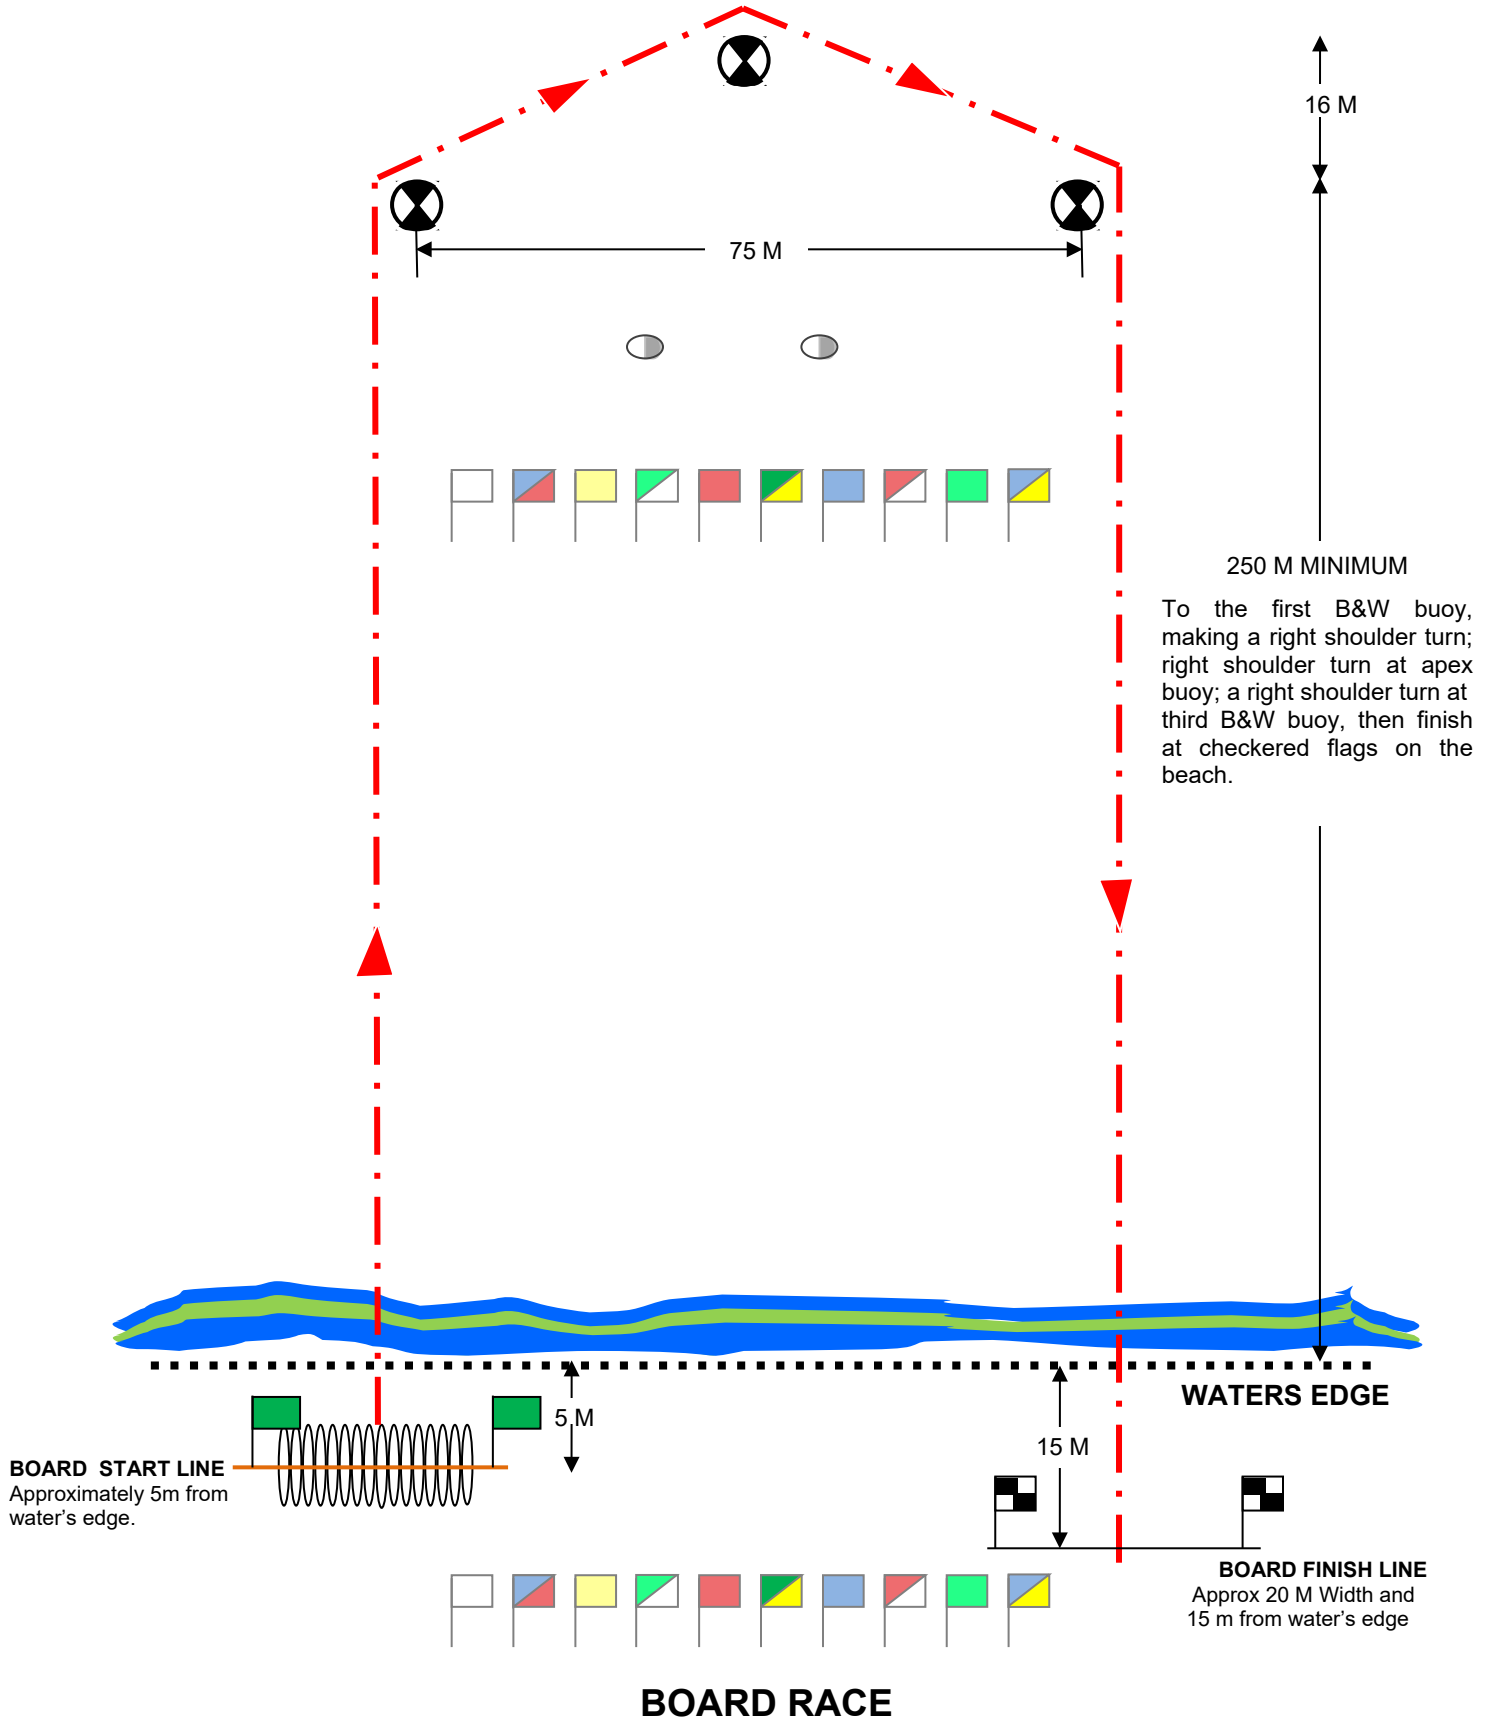 16 M
75 M
250 M MINIMUM
To the first B&W buoy,
making a right shoulder turn;
right shoulder turn at apex
buoy; a right shoulder turn at
third B&W buoy, then finish
at checkered flags on the
beach.
WATERS EDGE
5 M
15 M
BOARD START LINE
Approximately 5m from
water’s edge.
BOARD FINISH LINE
Approx 20 M Width and
15 m from water’s edge
BOARD RACE